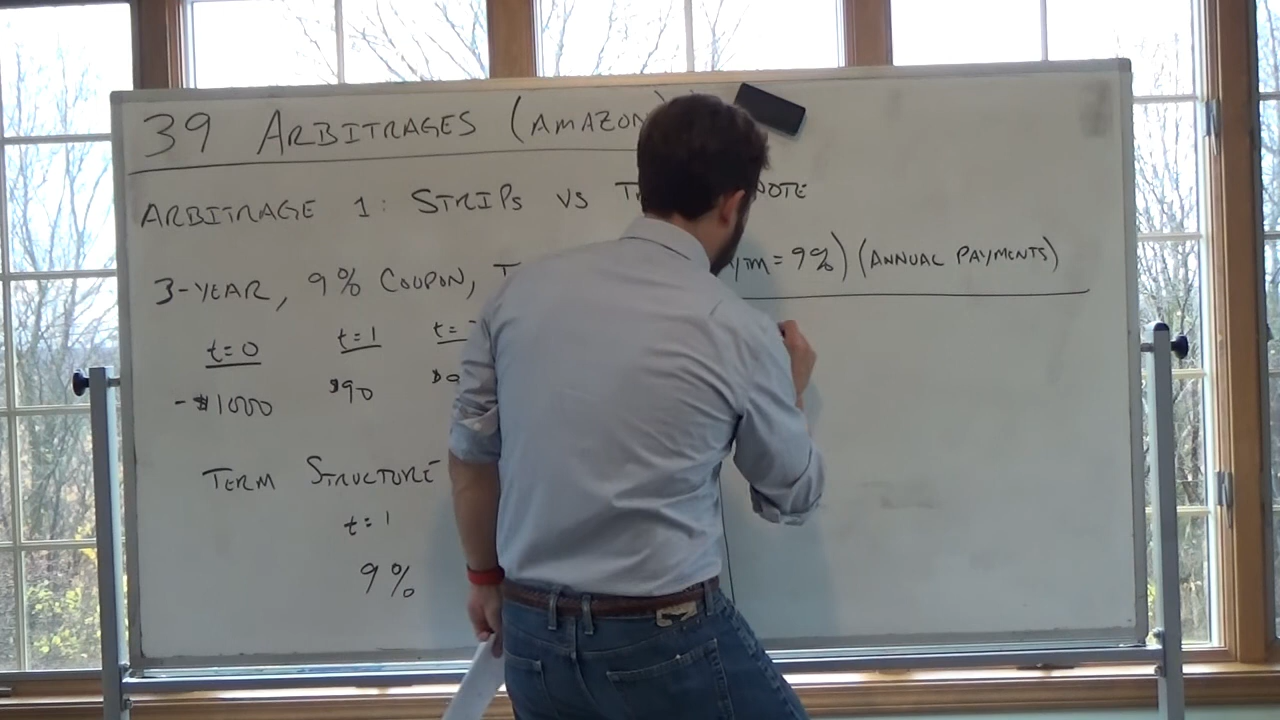 39 ARBITRAGES (AMAZON
ARBITRAGE 1: STRIPS VS NOTE
3-YEAR, 9% COUPON, YTM = 9%) (ANNUAL PAYMENTS)
t=0 t=1 t=
-$1000 $90 $
TERM STRUCTURE
t=1
9%